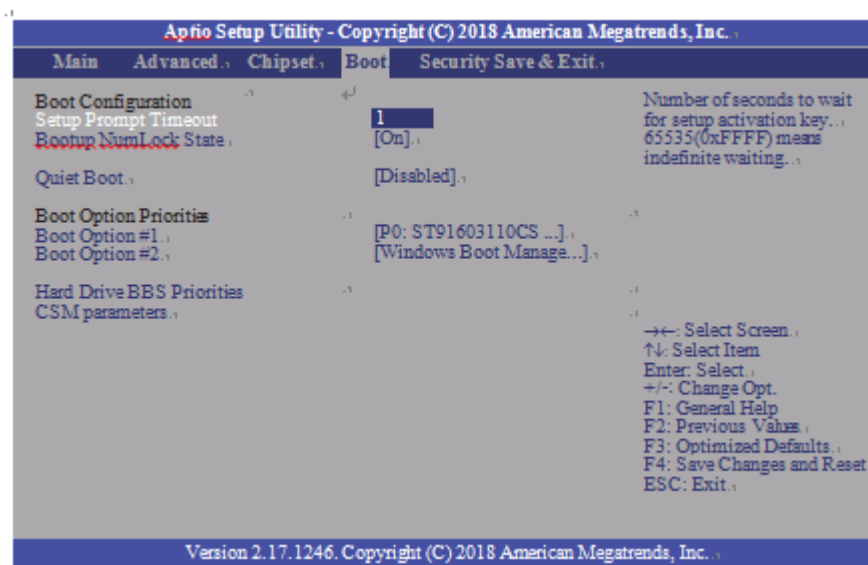 Aptio Setup Utility - Copyright (C) 2018 American Megatrends, Inc.
Main Advanced Chipset Boot Security Save & Exit
Boot Configuration
Setup Prompt Timeout 1
Bootup NumLock State [On]
Quiet Boot [Disabled]
Boot Option Priorities
Boot Option #1 [P0: ST91603110CS ...]
Boot Option #2 [Windows Boot Manage...]
Hard Drive BBS Priorities
CSM parameters
Number of seconds to wait
for setup activation key.
65535(0xFFFF) means
indefinite waiting.
→←: Select Screen
↑↓: Select Item
Enter: Select
+/-: Change Opt.
F1: General Help
F2: Previous Values
F3: Optimized Defaults
F4: Save Changes and Reset
ESC: Exit
Version 2.17.1246. Copyright (C) 2018 American Megatrends, Inc.